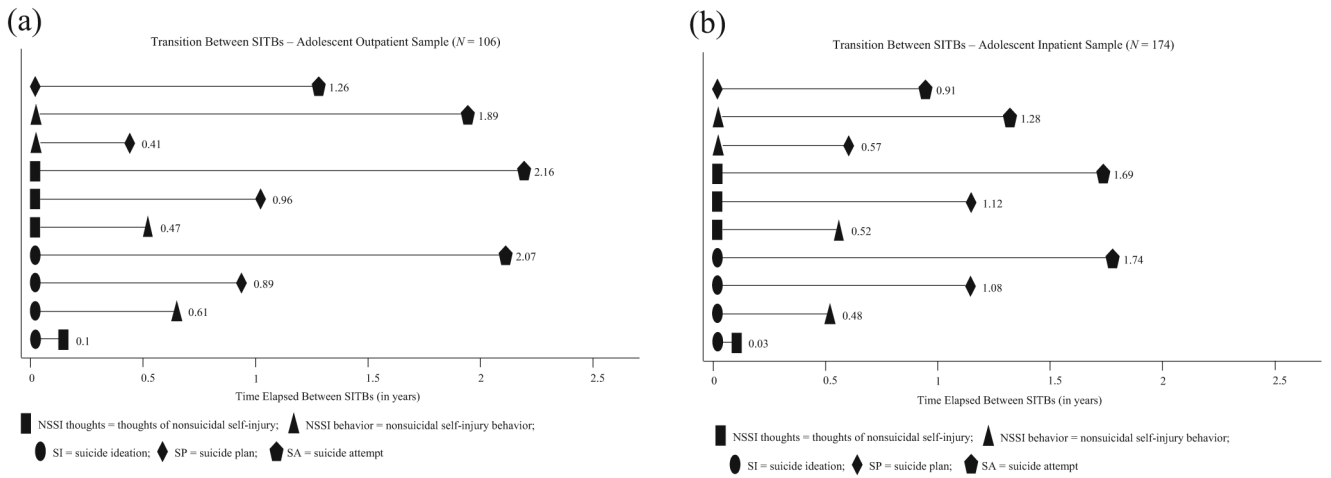 (a)
Transition Between SITBs – Adolescent Outpatient Sample (N = 106)
1.26
1.89
0.41
2.16
0.96
0.47
2.07
0.89
0.61
0.1
0 0.5 1 1.5 2 2.5
Time Elapsed Between SITBs (in years)
NSSI thoughts = thoughts of nonsuicidal self-injury; NSSI behavior = nonsuicidal self-injury behavior;
SI = suicide ideation; SP = suicide plan; SA = suicide attempt
(b)
Transition Between SITBs – Adolescent Inpatient Sample (N = 174)
0.91
1.28
0.57
1.69
1.12
0.52
1.74
1.08
0.48
0.03
0 0.5 1 1.5 2 2.5
Time Elapsed Between SITBs (in years)
NSSI thoughts = thoughts of nonsuicidal self-injury; NSSI behavior = nonsuicidal self-injury behavior;
SI = suicide ideation; SP = suicide plan; SA = suicide attempt